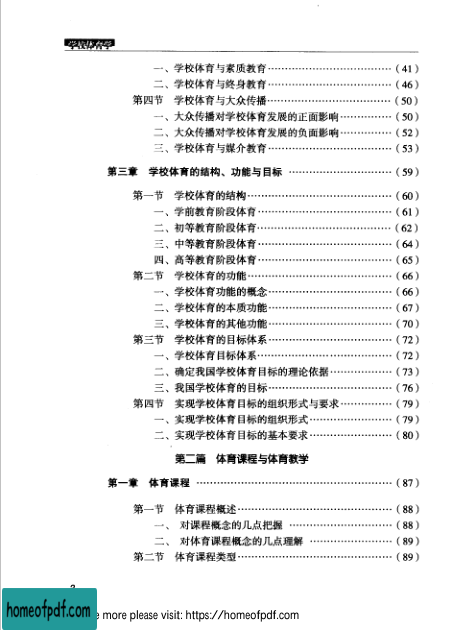 学校体育学
一、学校体育与素质教育……………………………（41）
二、学校体育与终身教育……………………………（46）
第四节 学校体育与大众传播……………………………（50）
一、大众传播对学校体育发展的正面影响……………（50）
二、大众传播对学校体育发展的负面影响……………（52）
三、学校体育与媒介教育……………………………（53）
第三章 学校体育的结构、功能与目标 ………………………（59）
第一节 学校体育的结构…………………………………（60）
一、学前教育阶段体育………………………………（61）
二、初等教育阶段体育………………………………（62）
三、中等教育阶段体育………………………………（64）
四、高等教育阶段体育………………………………（65）
第二节 学校体育的功能…………………………………（66）
一、学校体育功能的概念……………………………（66）
二、学校体育的本质功能……………………………（67）
三、学校体育的其他功能……………………………（70）
第三节 学校体育的目标体系……………………………（72）
一、学校体育目标体系………………………………（72）
二、确定我国学校体育目标的理论依据……………（73）
三、我国学校体育的目标……………………………（76）
第四节 实现学校体育目标的组织形式与要求…………（79）
一、实现学校体育目标的组织形式…………………（79）
二、实现学校体育目标的基本要求…………………（80）
第二篇 体育课程与体育教学
第一章 体育课程 ……………………………………………（87）
第一节 体育课程概述……………………………………（88）
一、 对课程概念的几点把握 ………………………（88）
二、 对体育课程概念的几点理解 …………………（89）
第二节 体育课程类型……………………………………（89）
homeofpdf.com
more please visit: https://homeofpdf.com